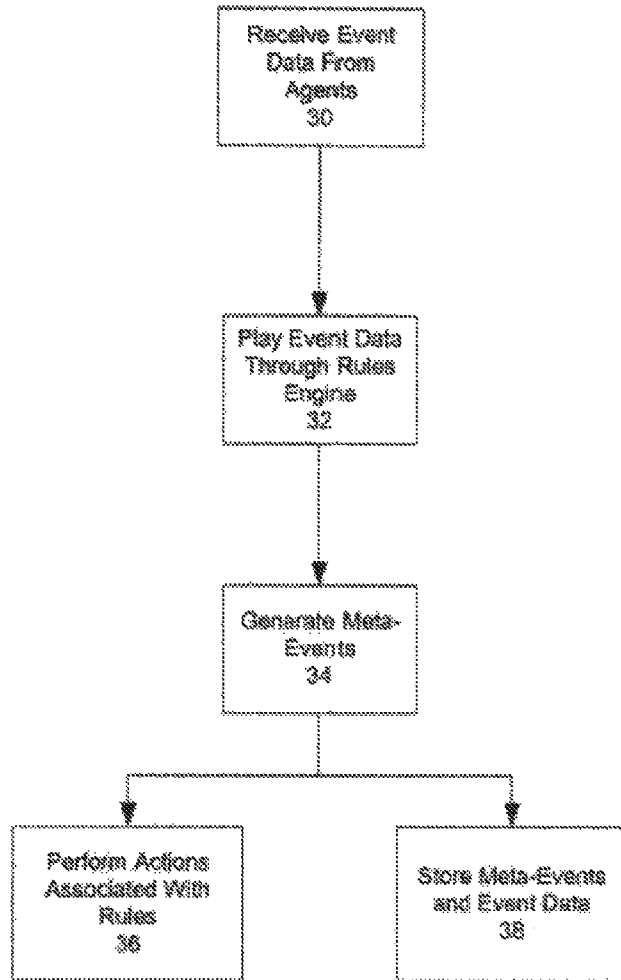 Receive Event
Data From
Agents
30
Play Event Data
Through Rules
Engine
32
Generate Meta-
Events
34
Perform Actions
Associated With
Rules
36
Store Meta-Events
and Event Data
38